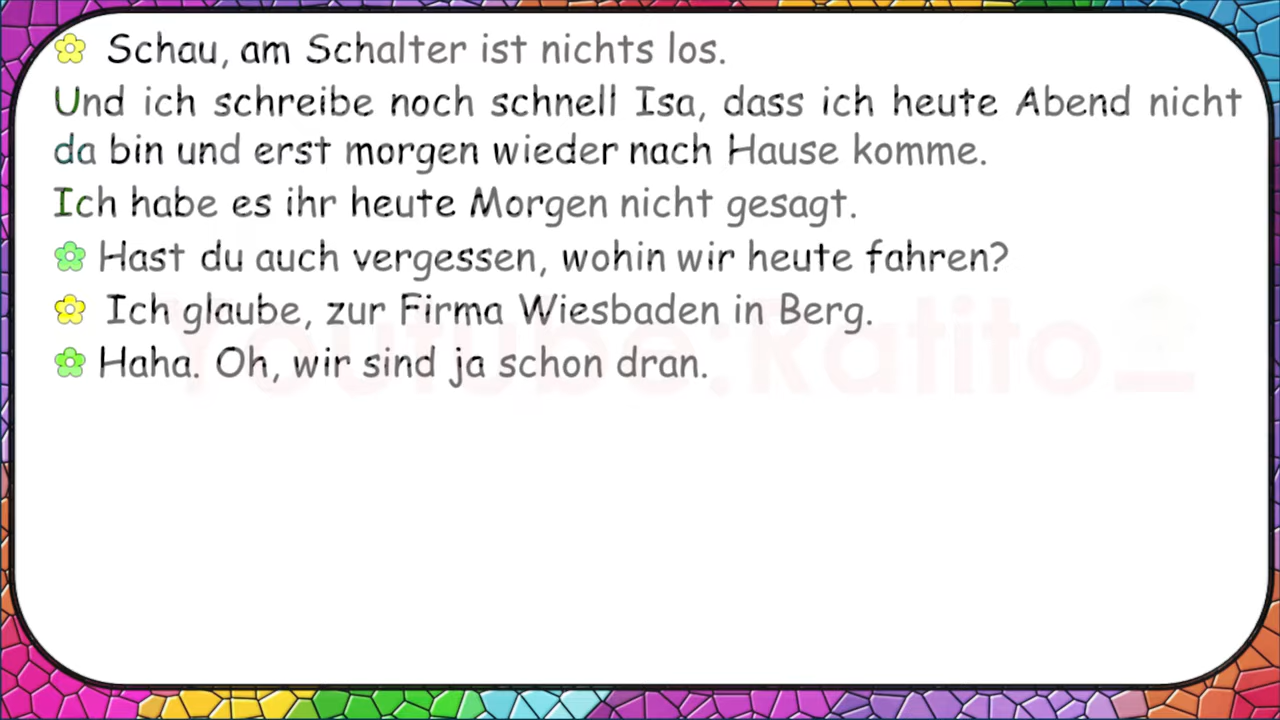 Schau, am Schalter ist nichts los.
Und ich schreibe noch schnell Isa, dass ich heute Abend nicht
da bin und erst morgen wieder nach Hause komme.
Ich habe es ihr heute Morgen nicht gesagt.
Hast du auch vergessen, wohin wir heute fahren?
Ich glaube, zur Firma Wiesbaden in Berg.
Youtube:Ratito
Haha. Oh, wir sind ja schon dran.